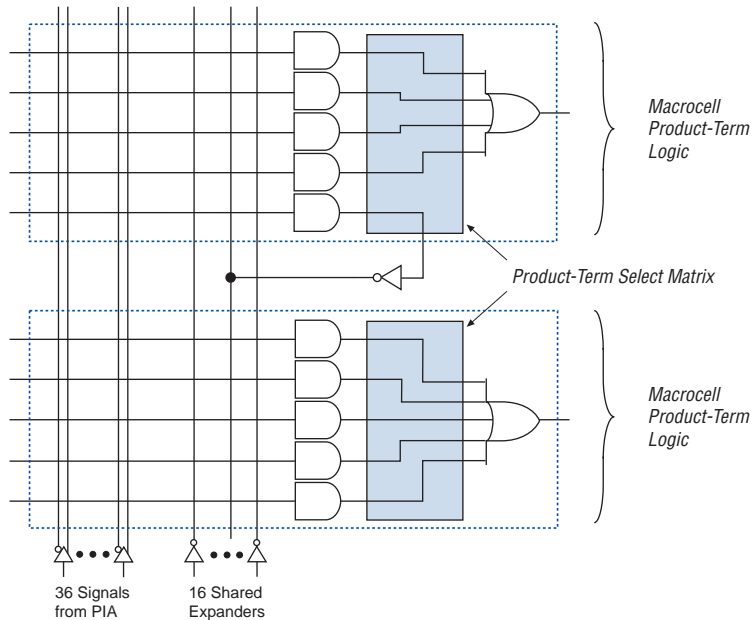 Macrocell
Product-Term
Logic
Product-Term Select Matrix
Macrocell
Product-Term
Logic
36 Signals
from PIA
16 Shared
Expanders